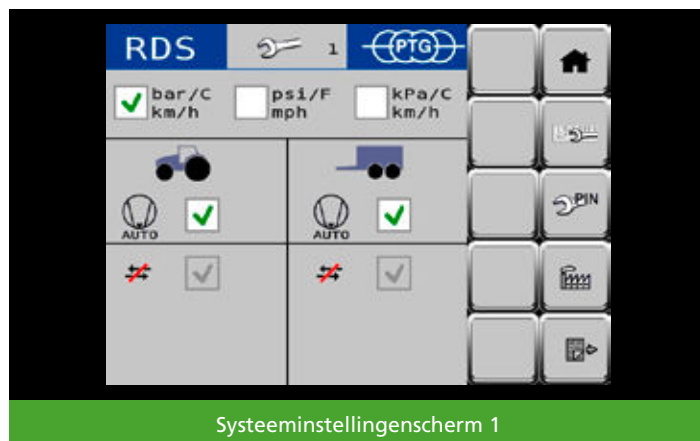 RDS 1 PTG
bar/C psi/F kPa/C
km/h mph km/h
AUTO AUTO
PIN
Systeeminstellingenscherm 1